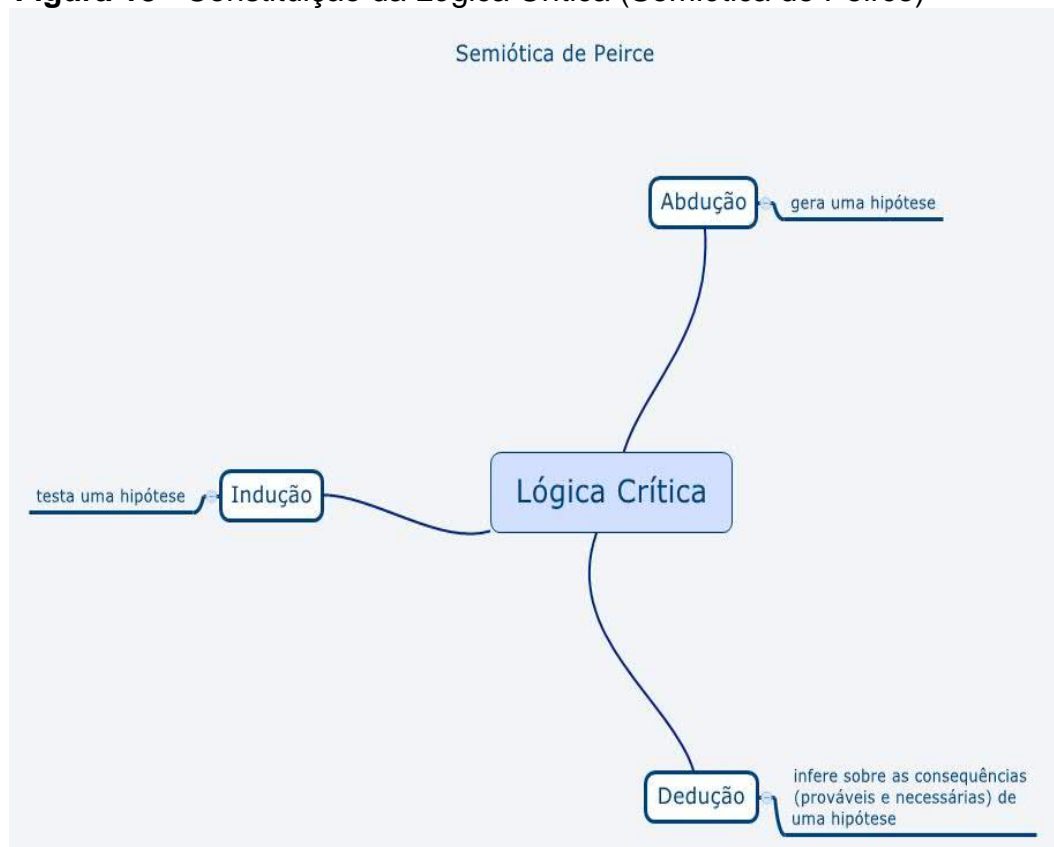 Semiótica de Peirce
Abdução
gera uma hipótese
Lógica Crítica
testa uma hipótese
Indução
Dedução
infere sobre as consequências
(prováveis e necessárias) de
uma hipótese